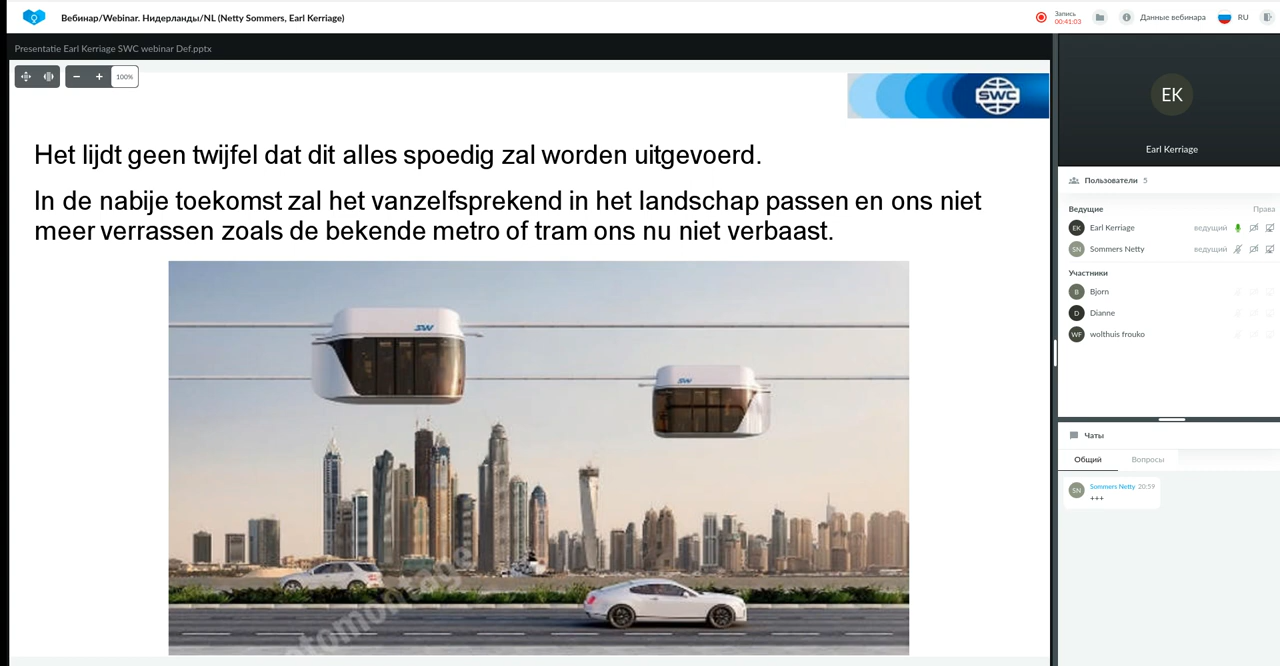 Вебинар/Webinar. Нидерланды/NL (Netty Sommers, Earl Kerriage)
Запись
00:41:03
Данные вебинара
RU
Presentatie Earl Kerriage SWC webinar Def.pptx
100%
SWC
Het lijdt geen twijfel dat dit alles spoedig zal worden uitgevoerd.
In de nabije toekomst zal het vanzelfsprekend in het landschap passen en ons niet
meer verrassen zoals de bekende metro of tram ons nu niet verbaast.
SW
SW
otomontage
EK
Earl Kerriage
Пользователи 5
Ведущие Права
EK Earl Kerriage ведущий
SN Sommers Netty ведущий
Участники
B Bjorn
D Dianne
WF wolthuis frouko
Чаты
Общий Вопросы
SN Sommers Netty 20:59
+++